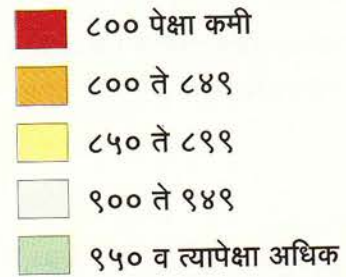 ८०० पेक्षा कमी
८०० ते ८४९
८५० ते ८९९
९०० ते ९४९
९५० व त्यापेक्षा अधिक